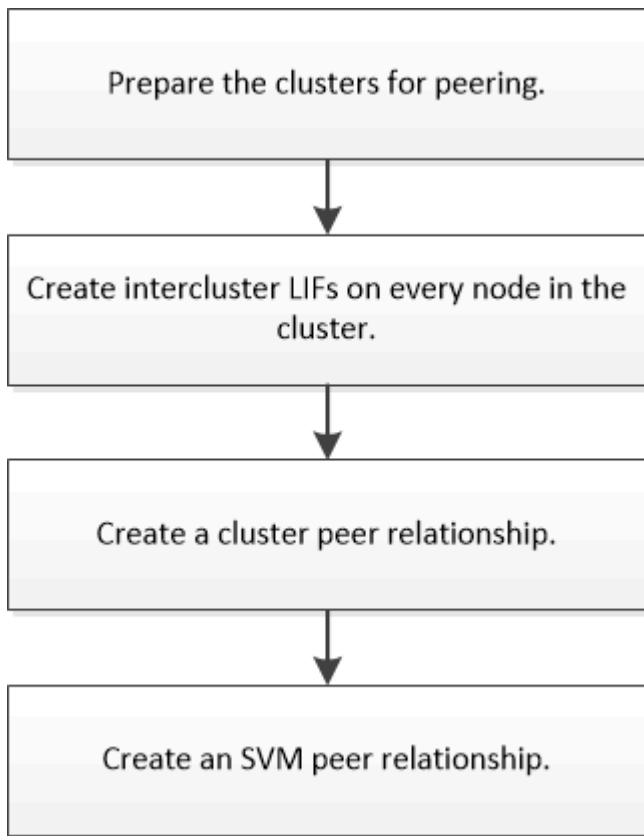 Prepare the clusters for peering.
Create intercluster LIFs on every node in the
cluster.
Create a cluster peer relationship.
Create an SVM peer relationship.